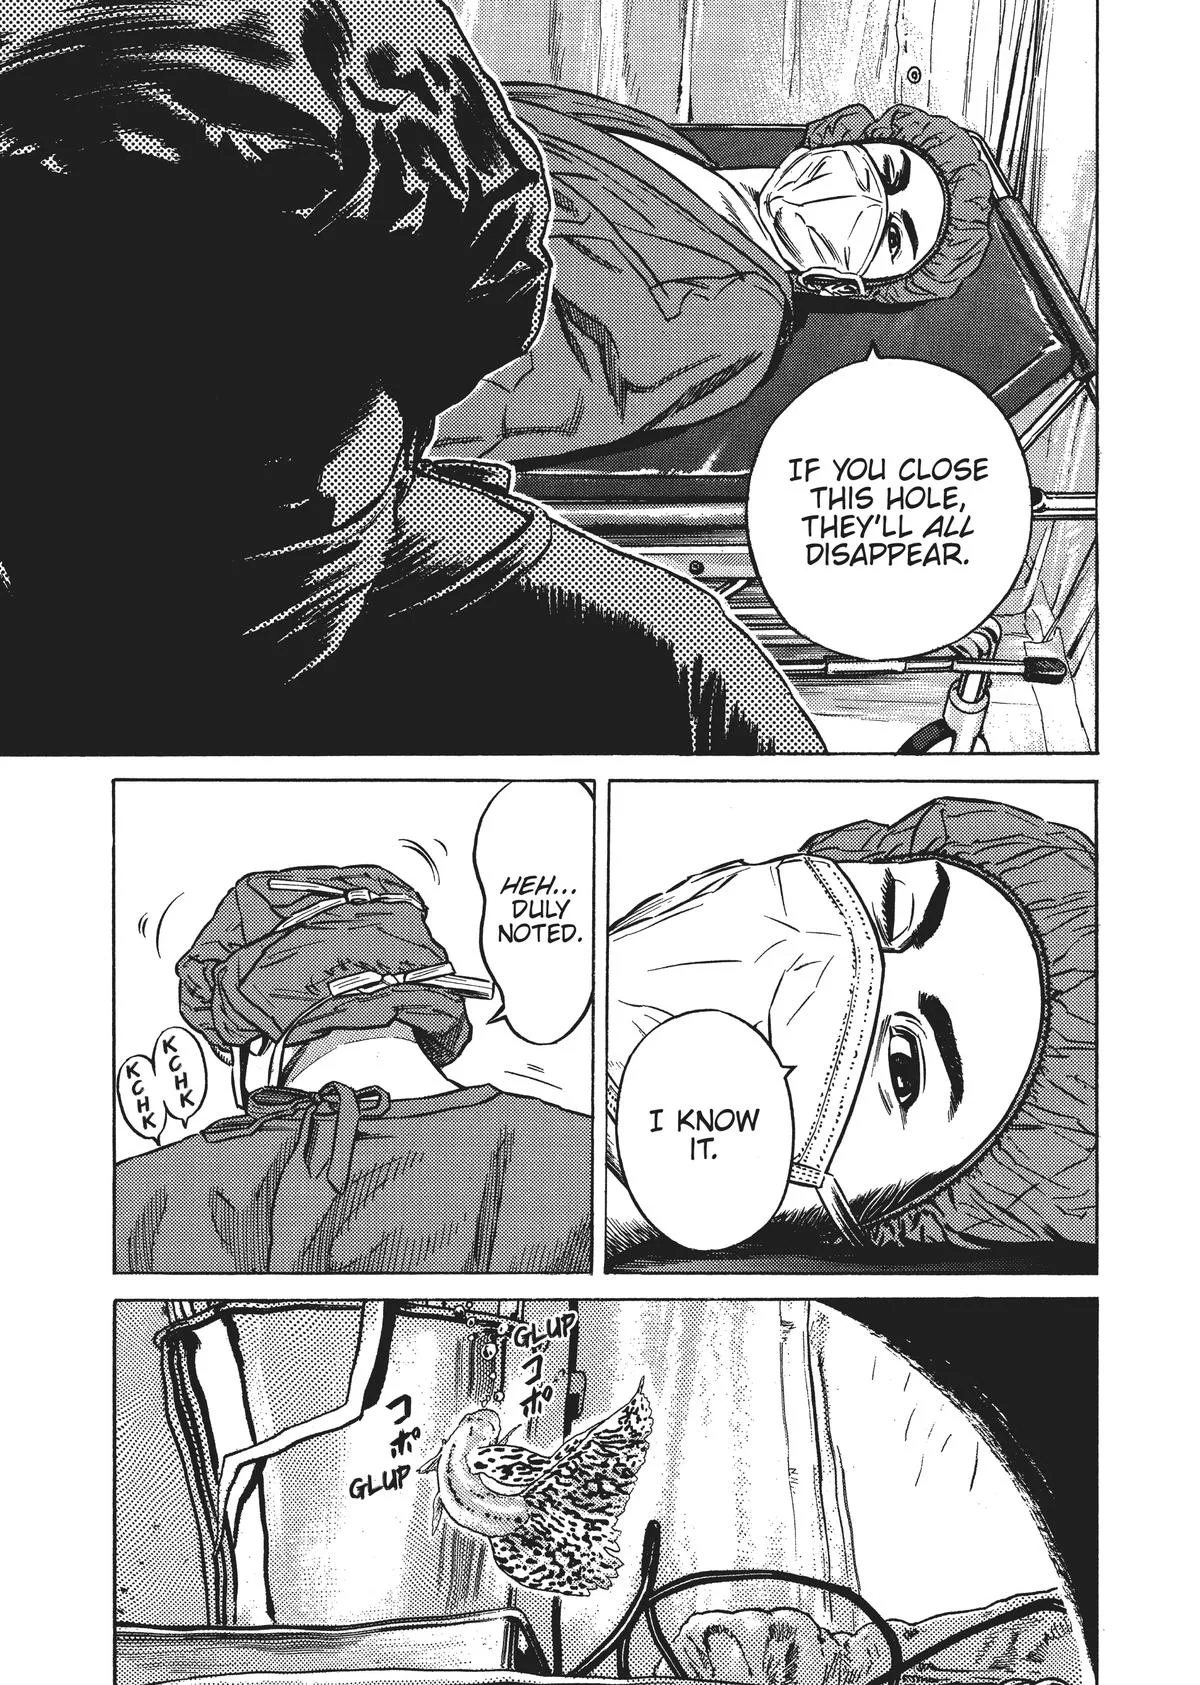 IF YOU CLOSE
THIS HOLE,
THEY'LL ALL
DISAPPEAR.
I KNOW
IT.
HEH...
DULY
NOTED.
KCHK
KCHK
GLUP
コポ
コポ
GLUP